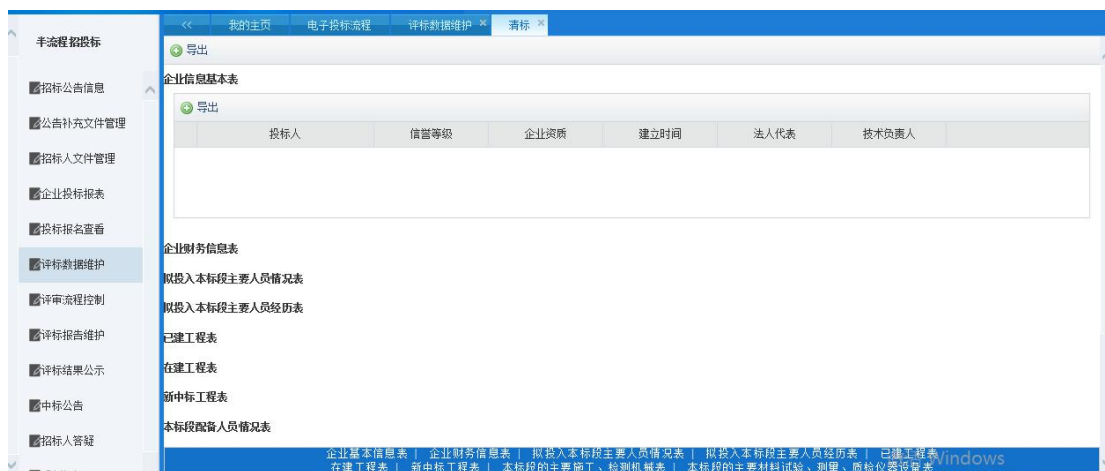 << 我的主页 电子投标流程 评标数据维护 × 清标 ×
半流程招投标
导出
招标公告信息
公告补充文件管理
招标人文件管理
企业投标报表
投标报名查看
评标数据维护
评审流程控制
评标报告维护
评标结果公示
中标公告
招标人答疑
企业信息基本表
导出
投标人 信誉等级 企业资质 建立时间 法人代表 技术负责人
企业财务信息表
拟投入本标段主要人员情况表
拟投入本标段主要人员经历表
已建工程表
在建工程表
新中标工程表
本标段配备人员情况表
企业基本信息表 | 企业财务信息表 | 拟投入本标段主要人员情况表 | 拟投入本标段主要人员经历表 | 已建工程表
在建工程表 | 新中标工程表 | 本标段的主要施工、检测机械表 | 本标段的主要材料试验、测量、质检仪器设备表
Windows